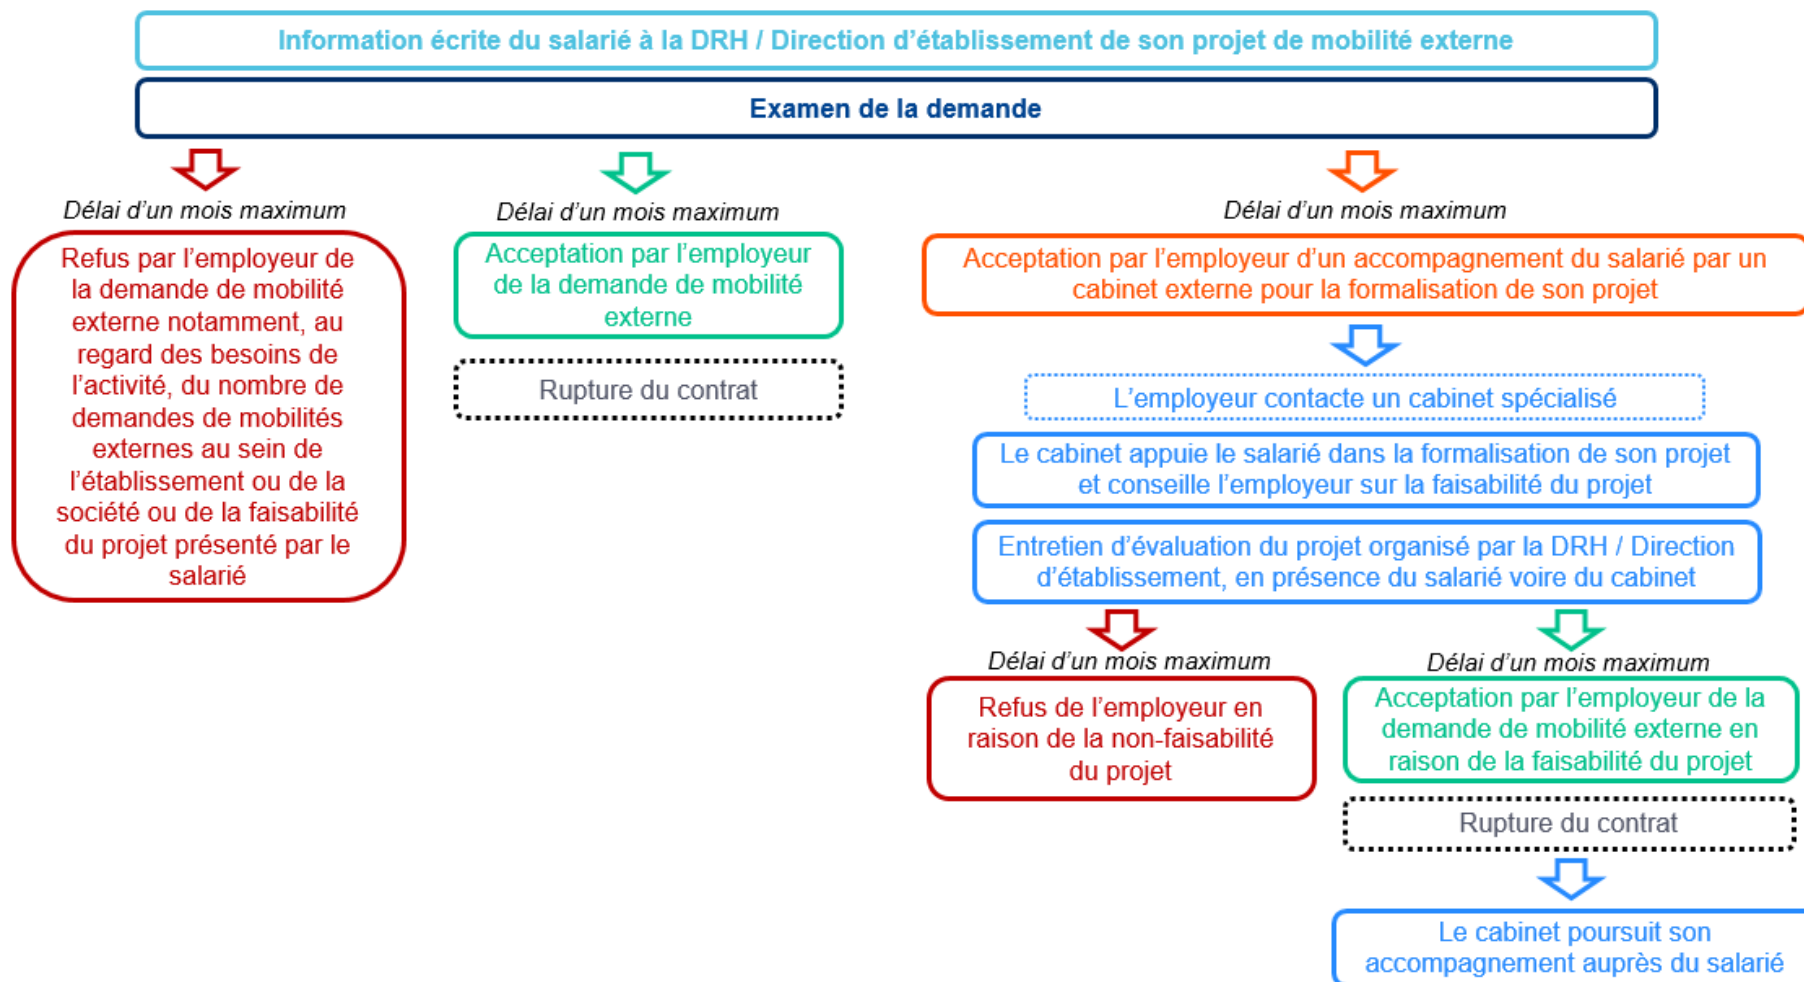 Information écrite du salarié à la DRH / Direction d’établissement de son projet de mobilité externe
Examen de la demande
Délai d’un mois maximum
Refus par l’employeur de
la demande de mobilité
externe notamment, au
regard des besoins de
l’activité, du nombre de
demandes de mobilités
externes au sein de
l’établissement ou de la
société ou de la faisabilité
du projet présenté par le
salarié
Délai d’un mois maximum
Acceptation par l’employeur
de la demande de mobilité
externe
Rupture du contrat
Délai d’un mois maximum
Acceptation par l’employeur d’un accompagnement du salarié par un
cabinet externe pour la formalisation de son projet
L’employeur contacte un cabinet spécialisé
Le cabinet appuie le salarié dans la formalisation de son projet
et conseille l’employeur sur la faisabilité du projet
Entretien d’évaluation du projet organisé par la DRH / Direction
d’établissement, en présence du salarié voire du cabinet
Délai d’un mois maximum
Refus de l’employeur en
raison de la non-faisabilité
du projet
Délai d’un mois maximum
Acceptation par l’employeur de la
demande de mobilité externe en
raison de la faisabilité du projet
Rupture du contrat
Le cabinet poursuit son
accompagnement auprès du salarié